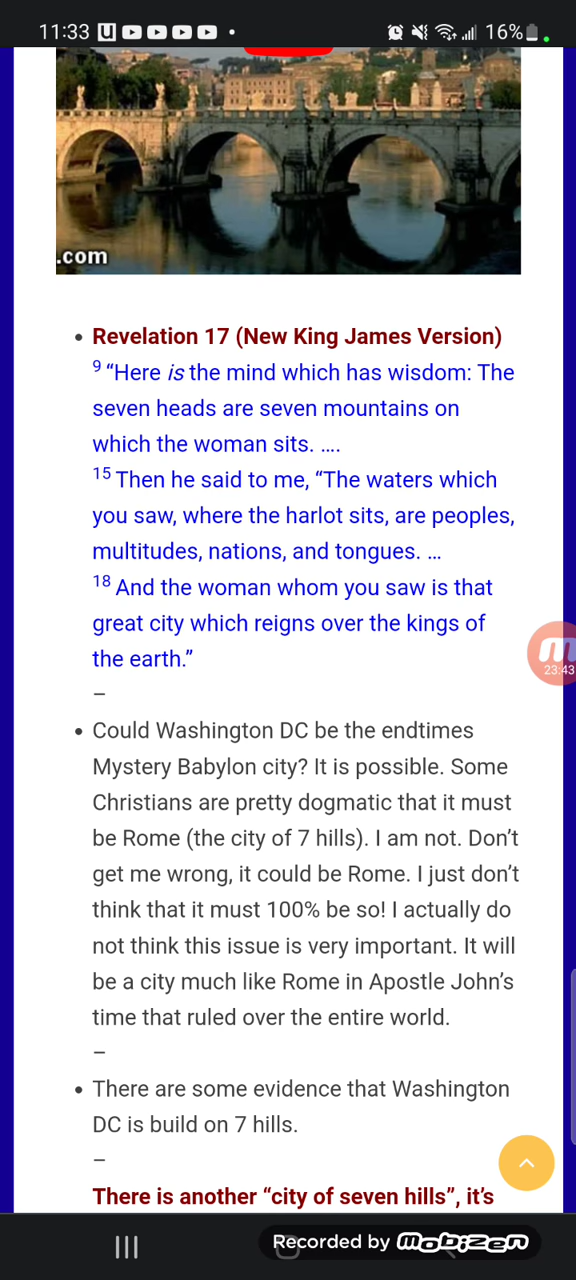 11:33
16%
.com
Revelation 17 (New King James Version)
9 “Here is the mind which has wisdom: The
seven heads are seven mountains on
which the woman sits. ….
15 Then he said to me, “The waters which
you saw, where the harlot sits, are peoples,
multitudes, nations, and tongues. …
18 And the woman whom you saw is that
great city which reigns over the kings of
the earth.”
–
23:43
Could Washington DC be the endtimes
Mystery Babylon city? It is possible. Some
Christians are pretty dogmatic that it must
be Rome (the city of 7 hills). I am not. Don’t
get me wrong, it could be Rome. I just don’t
think that it must 100% be so! I actually do
not think this issue is very important. It will
be a city much like Rome in Apostle John’s
time that ruled over the entire world.
–
There are some evidence that Washington
DC is build on 7 hills.
–
There is another “city of seven hills”, it’s
Recorded by Mobizen